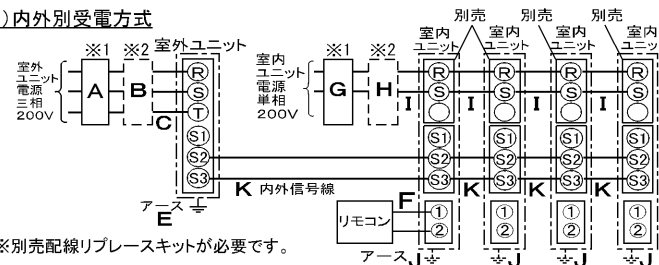 )内外別受電方式
※1
※2
室外ユニット
室外
ユニット
電源
三相
200V
A
B
C
R
S
T
S1
S2
S3
アース
E
K 内外信号線
※1
※2
室内
ユニット
電源
単相
200V
G
H
別売
別売
別売
室内
ユニット
室内
ユニット
室内
ユニット
室内
ユニッ
I
I
I
I
R
S
S1
S2
S3
①
②
R
S
S1
S2
S3
①
②
R
S
S1
S2
S3
①
②
R
S
S1
S2
S3
①
②
K
K
K
F
リモコン
アース
J
J
J
J
※別売配線リプレースキットが必要です。